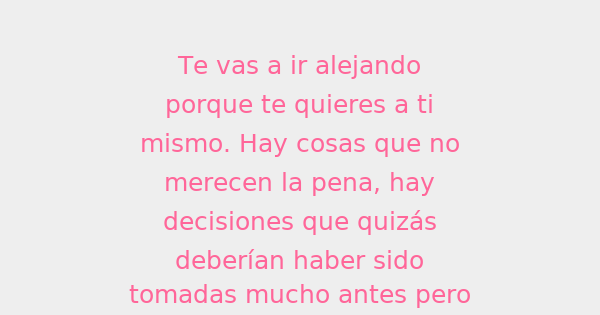 Te vas a ir alejando
porque te quieres a ti
mismo. Hay cosas que no
merecen la pena, hay
decisiones que quizás
deberían haber sido
tomadas mucho antes pero